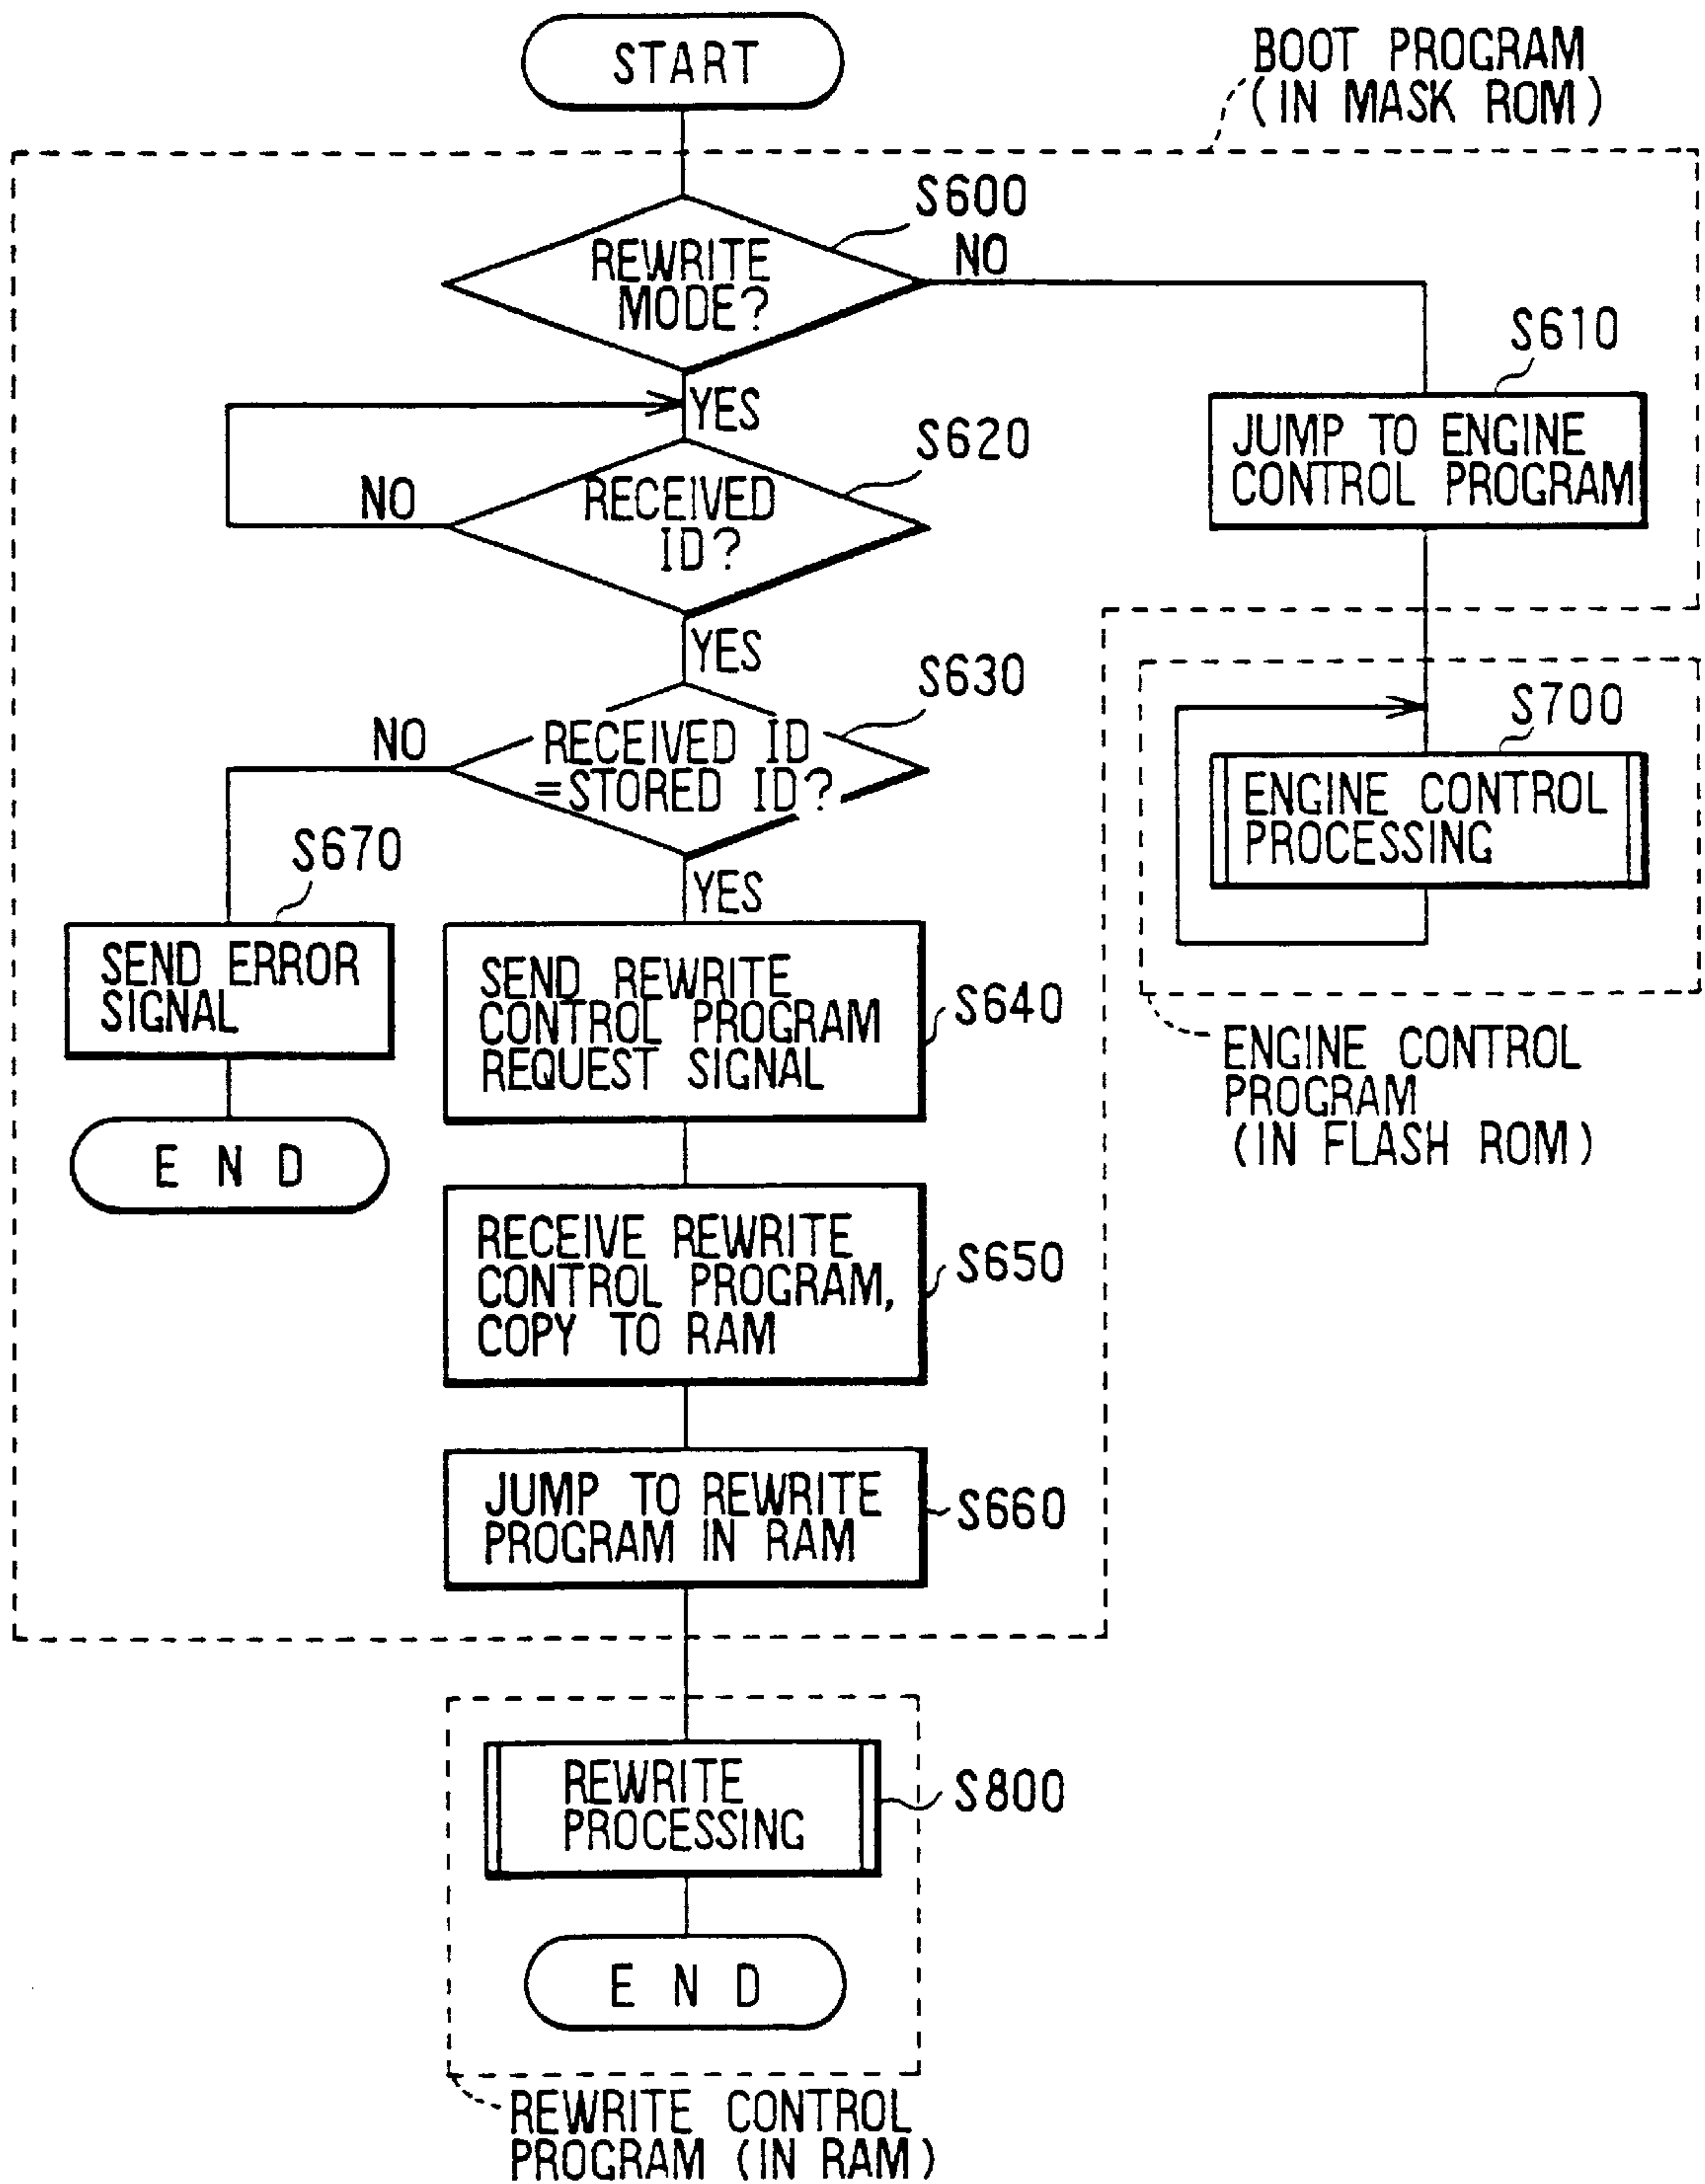 START
BOOT PROGRAM
(IN MASK ROM)
S600
REWRITE
MODE?
NO
S610
YES
JUMP TO ENGINE
CONTROL PROGRAM
S620
NO
RECEIVED
ID?
YES
S630
NO
RECEIVED ID
=STORED ID?
S700
ENGINE CONTROL
PROCESSING
S670
YES
SEND ERROR
SIGNAL
SEND REWRITE
CONTROL PROGRAM
REQUEST SIGNAL
S640
ENGINE CONTROL
PROGRAM
(IN FLASH ROM)
END
RECEIVE REWRITE
CONTROL PROGRAM,
COPY TO RAM
S650
JUMP TO REWRITE
PROGRAM IN RAM
S660
REWRITE
PROCESSING
S800
END
REWRITE CONTROL
PROGRAM (IN RAM)